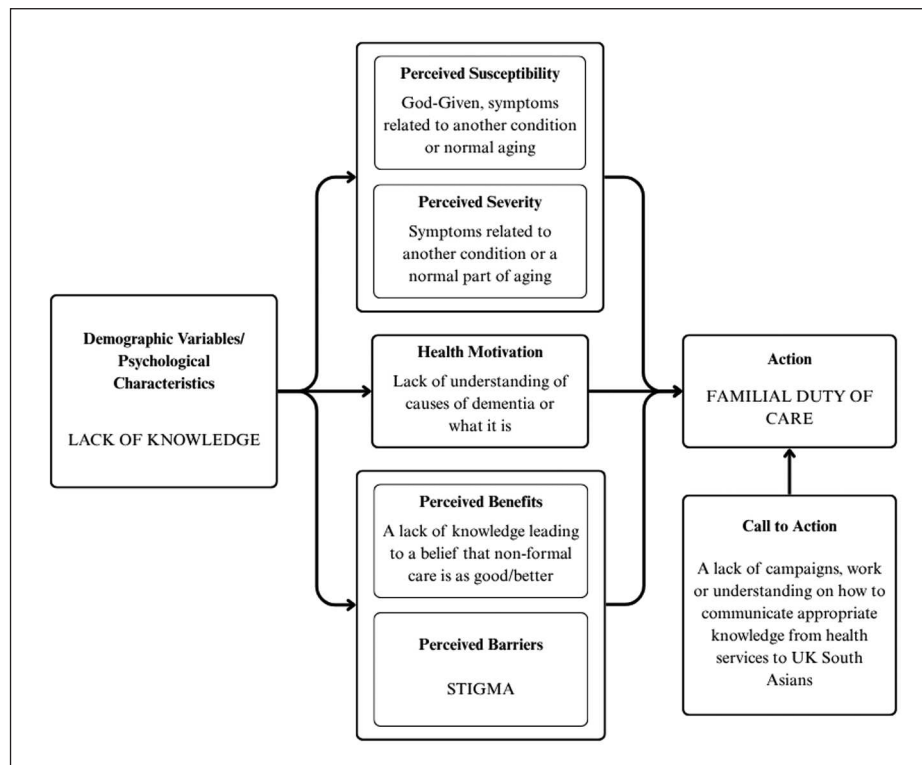 Perceived Susceptibility
God-Given, symptoms
related to another condition
or normal aging
Perceived Severity
Symptoms related to
another condition or a
normal part of aging
Demographic Variables/
Psychological
Characteristics
LACK OF KNOWLEDGE
Health Motivation
Lack of understanding of
causes of dementia or
what it is
Perceived Benefits
A lack of knowledge leading
to a belief that non-formal
care is as good/better
Perceived Barriers
STIGMA
Action
FAMILIAL DUTY OF
CARE
Call to Action
A lack of campaigns, work
or understanding on how to
communicate appropriate
knowledge from health
services to UK South
Asians